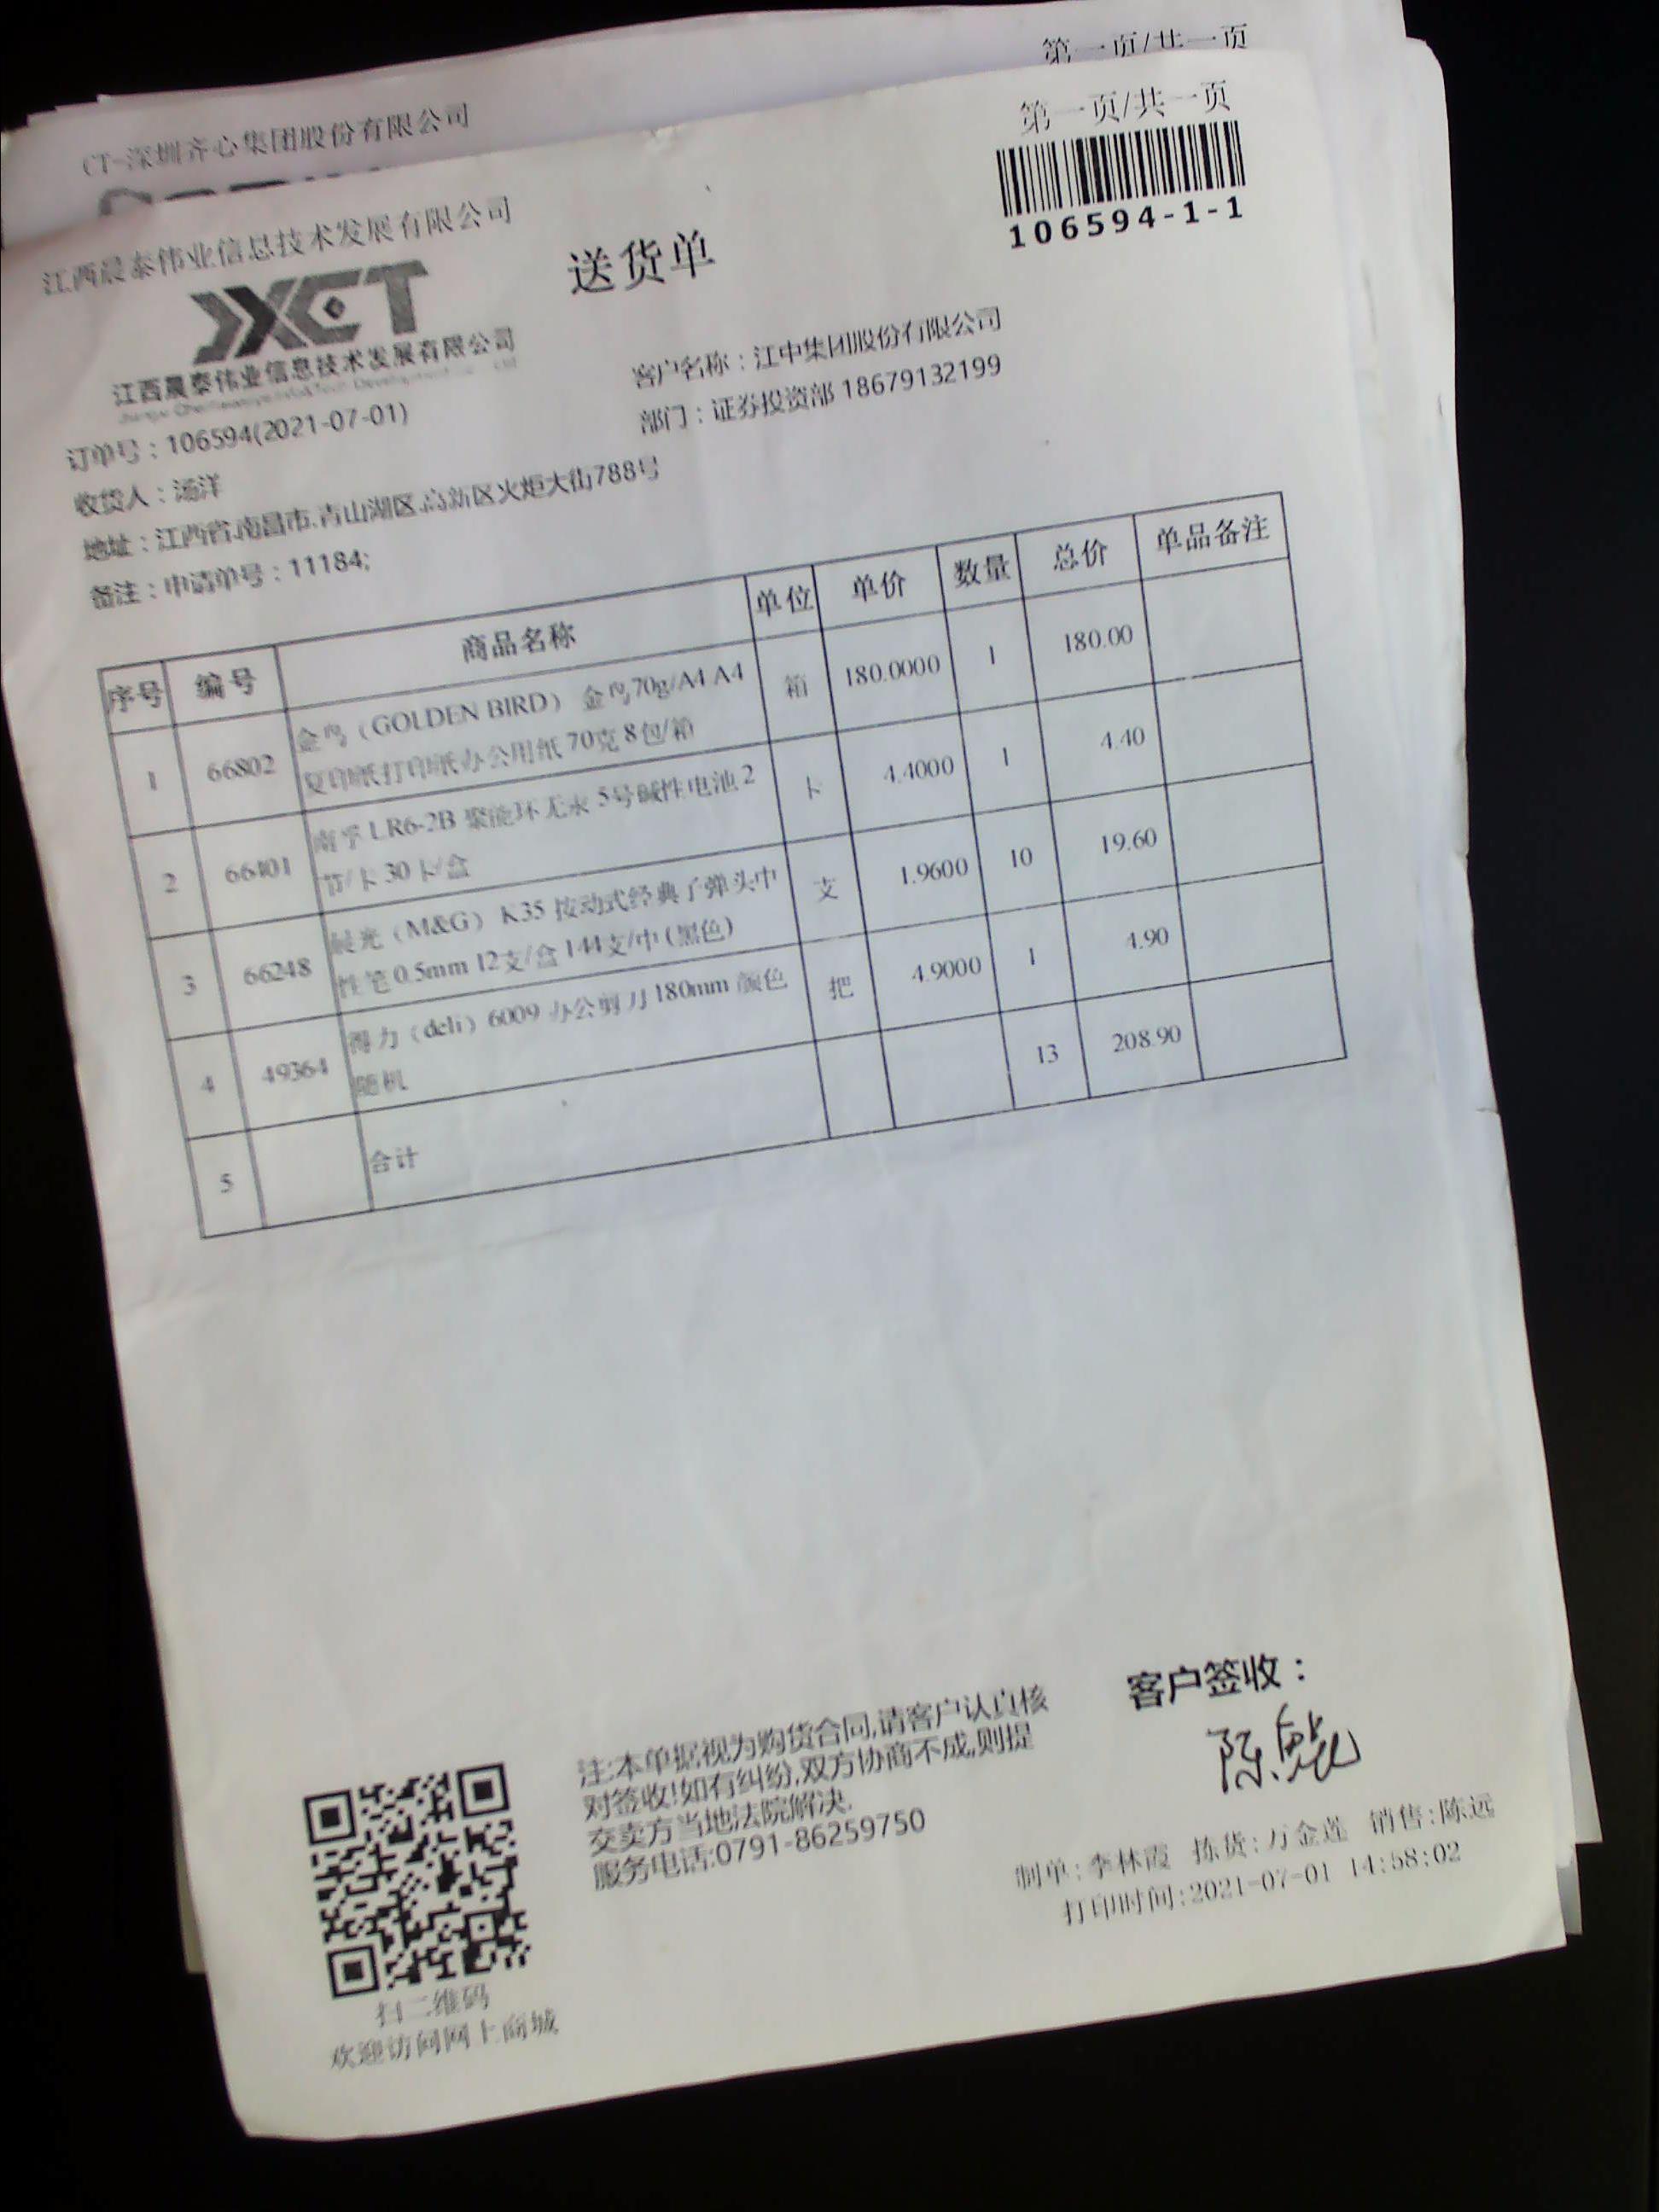 第一页/共一页
CT-深圳齐心集团股份有限公司
第一页/共一页
106594-1-1
江西晨泰伟业信息技术发展有限公司
送货单
JXCT
江西晨泰伟业信息技术发展有限公司
客户名称：江中集团股份有限公司
部门：证券投资部 18679132199
订单号：106594(2021-07-01)
收货人：汤洋
地址：江西省.南昌市.青山湖区.高新区火炬大街788号
备注：申请单号：11184;
序号 编号 商品名称 单位 单价 数量 总价 单品备注
1 66802 金鸟（GOLDEN BIRD） 金鸟70g/A4 A4 箱 180.0000 1 180.00
复印纸打印纸办公用纸 70克 8包/箱
2 66401 南孚 LR6-2B 聚能环无汞 5号碱性电池 2 卡 4.4000 1 4.40
节/卡 30卡/盒
3 66248 晨光（M&G） K35 按动式经典子弹头中 支 1.9600 10 19.60
性笔 0.5mm 12支/盒 144支/中 (黑色)
4 49364 得力（deli）6009 办公剪刀 180mm 颜色 把 4.9000 1 4.90
随机
5 合计 13 208.90
客户签收：
注:本单据视为购货合同,请客户认真核
对签收!如有纠纷,双方协商不成,则提
交卖方当地法院解决.
服务电话:0791-86259750
制单:李林霞 拣货:万金莲 销售:陈远
打印时间:2021-07-01 14:58:02
扫二维码
欢迎访问网上商城